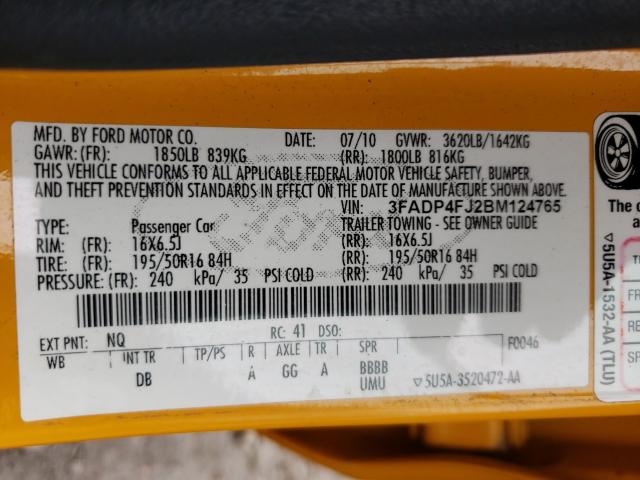 MFD. BY FORD MOTOR CO. DATE: 07/10 GVWR: 3620LB/1642KG
GAWR: (FR): 1850LB 839KG (RR): 1800LB 816KG
THIS VEHICLE CONFORMS TO ALL APPLICABLE FEDERAL MOTOR VEHICLE SAFETY, BUMPER,
AND THEFT PREVENTION STANDARDS IN EFFECT ON THE DATE OF MANUFACTURE SHOWN ABOVE.
VIN: 3FADP4FJ2BM124765
TYPE: Passenger Car TRAILER TOWING - SEE OWNER GUIDE
RIM: (FR): 16X6.5J (RR): 16X6.5J
TIRE: (FR): 195/50R16 84H (RR): 195/50R16 84H
PRESSURE: (FR): 240 kPa/ 35 PSI COLD (RR): 240 kPa/ 35 PSI COLD
EXT PNT: NQ RC: 41 DSO: F0046
WB INT TR TP/PS R AXLE TR SPR
DB A GG A BBBB
UMU ▽5U5A-3520472-AA
The o
a
▽5U5A-1532-AA (TLU)
FR
RE
SP